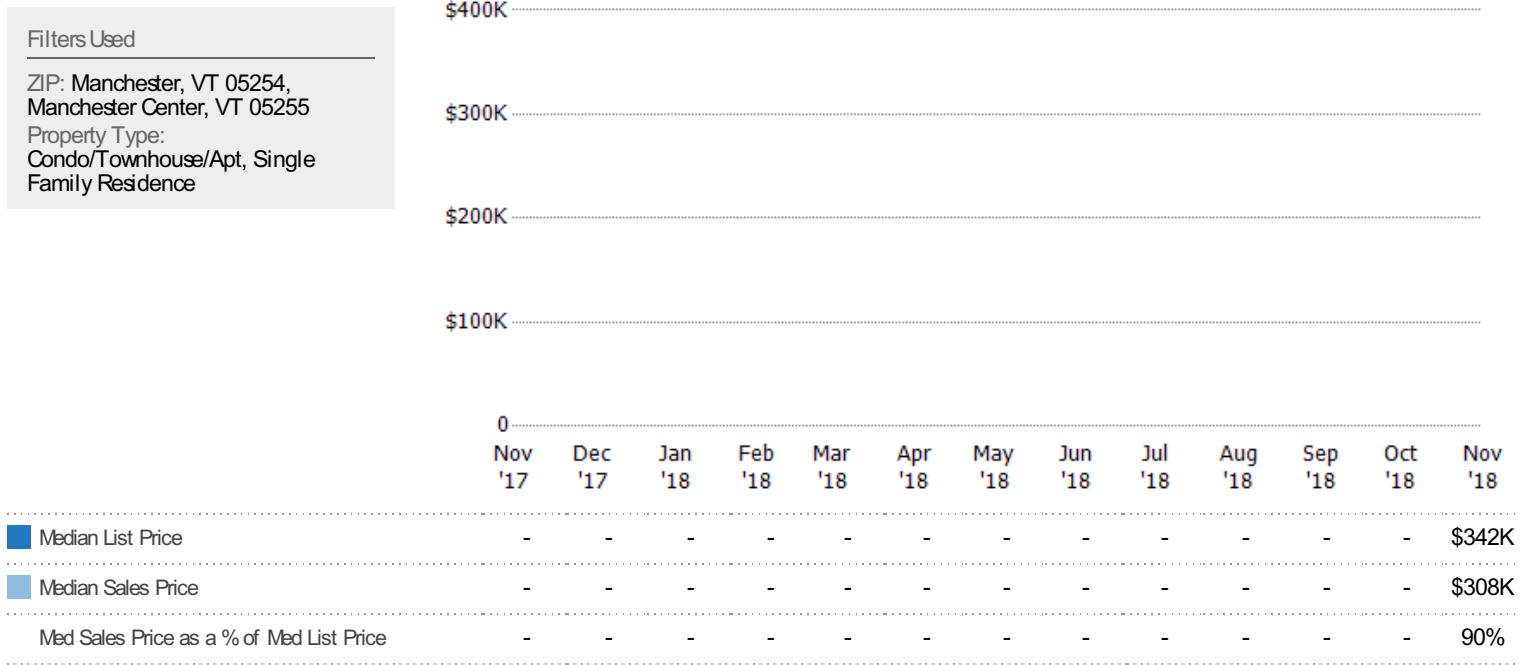 Filters Used
ZIP: Manchester, VT 05254,
Manchester Center, VT 05255
Property Type:
Condo/Townhouse/Apt, Single
Family Residence
$400K
$300K
$200K
$100K
0
Nov Dec Jan Feb Mar Apr May Jun Jul Aug Sep Oct Nov
'17 '17 '18 '18 '18 '18 '18 '18 '18 '18 '18 '18 '18
Median List Price - - - - - - - - - - - - $342K
Median Sales Price - - - - - - - - - - - - $308K
Med Sales Price as a % of Med List Price - - - - - - - - - - - - 90%